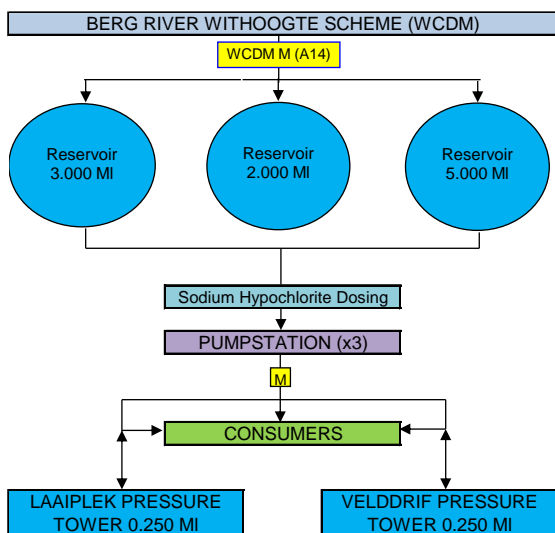 BERG RIVER WITHOOGTE SCHEME (WCDM)
WCDM M (A14)
Reservoir
3.000 Ml
Reservoir
2.000 Ml
Reservoir
5.000 Ml
Sodium Hypochlorite Dosing
PUMPSTATION (x3)
M
CONSUMERS
LAAIPLEK PRESSURE
TOWER 0.250 Ml
VELDDRIF PRESSURE
TOWER 0.250 Ml